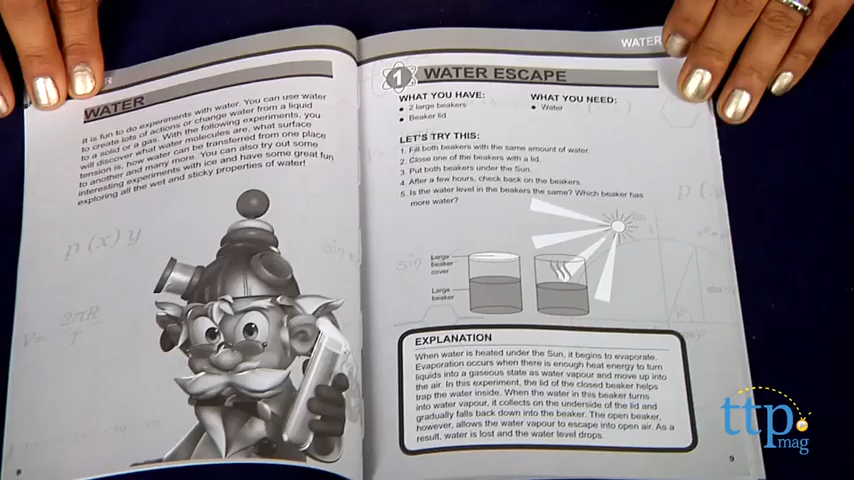 WATER
It is fun to do experiments with water. You can use water
to create lots of actions or change water from a liquid
to a solid or a gas. With the following experiments, you
will discover what water molecules are, what surface
tension is, how water can be transferred from one place
to another and many more. You can also try out some
interesting experiments with ice and have some great fun
exploring all the wet and sticky properties of water!
p (x) y
V= 2πR
T
8
WATER
1 WATER ESCAPE
WHAT YOU HAVE:
• 2 large beakers
• Beaker lid
WHAT YOU NEED:
• Water
LET'S TRY THIS:
1. Fill both beakers with the same amount of water.
2. Close one of the beakers with a lid.
3. Put both beakers under the Sun.
4. After a few hours, check back on the beakers.
5. Is the water level in the beakers the same? Which beaker has
more water?
sin
Large
beaker
cover
Large
beaker
EXPLANATION
When water is heated under the Sun, it begins to evaporate.
Evaporation occurs when there is enough heat energy to turn
liquids into a gaseous state as water vapour and move up into
the air. In this experiment, the lid of the closed beaker helps
trap the water inside. When the water in this beaker turns
into water vapour, it collects on the underside of the lid and
gradually falls back down into the beaker. The open beaker,
however, allows the water vapour to escape into open air. As a
result, water is lost and the water level drops.
9
ttp
mag